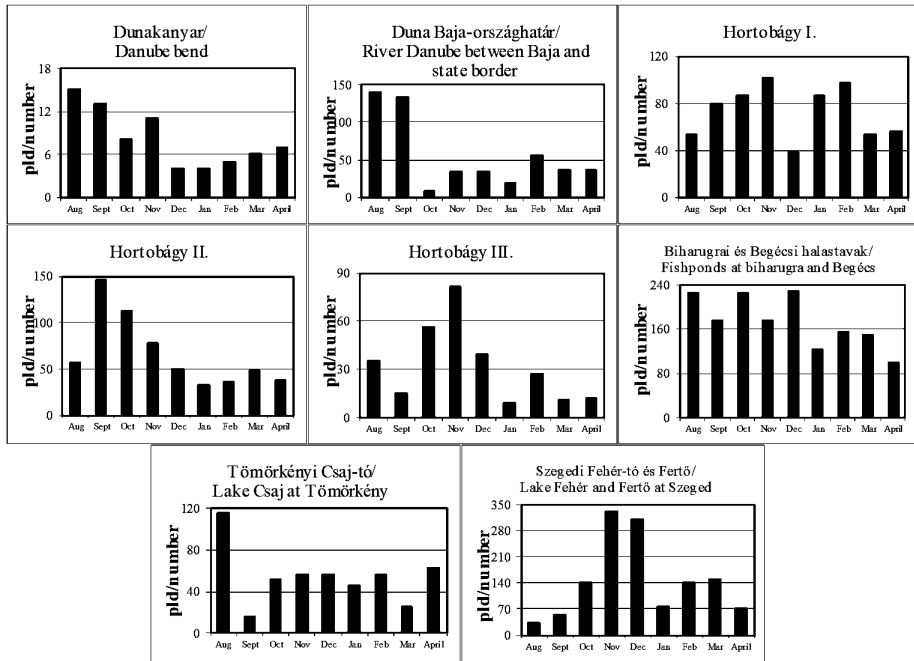 Dunakanyar/
Danube bend
pld/number
18
12
6
0
Aug Sept Oct Nov Dec Jan Feb Mar April
Duna Baja-országhatár/
River Danube between Baja and
state border
pld/number
150
100
50
0
Aug Sept Oct Nov Dec Jan Feb Mar April
Hortobágy I.
pld/number
120
80
40
0
Aug Sept Oct Nov Dec Jan Feb Mar April
Hortobágy II.
pld/number
150
100
50
0
Aug Sept Oct Nov Dec Jan Feb Mar April
Hortobágy III.
pld/number
90
60
30
0
Aug Sept Oct Nov Dec Jan Feb Mar April
Biharugrai és Begécsi halastavak/
Fishponds at biharugra and Begécs
pld/number
240
160
80
0
Aug Sept Oct Nov Dec Jan Feb Mar April
Tömörkényi Csaj-tó/
Lake Csaj at Tömörkény
pld/number
120
80
40
0
Aug Sept Oct Nov Dec Jan Feb Mar April
Szegedi Fehér-tó és Fertő/
Lake Fehér and Fertő at Szeged
pld/number
350
280
210
140
70
0
Aug Sept Oct Nov Dec Jan Feb Mar April